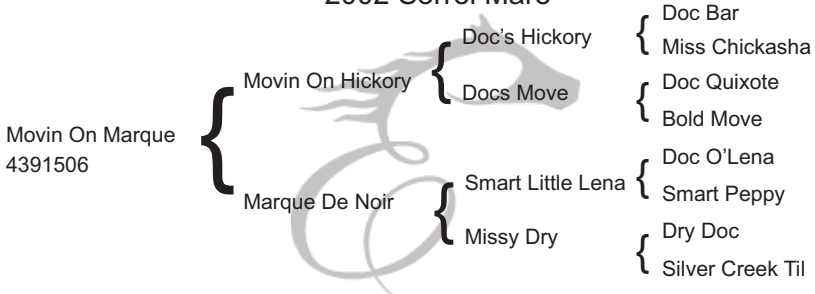 2002 Sorrel Mare
Doc Bar
Doc's Hickory
Miss Chickasha
Movin On Hickory
Doc Quixote
Docs Move
Bold Move
Movin On Marque
4391506
Doc O'Lena
Smart Little Lena
Smart Peppy
Marque De Noir
Dry Doc
Missy Dry
Silver Creek Til